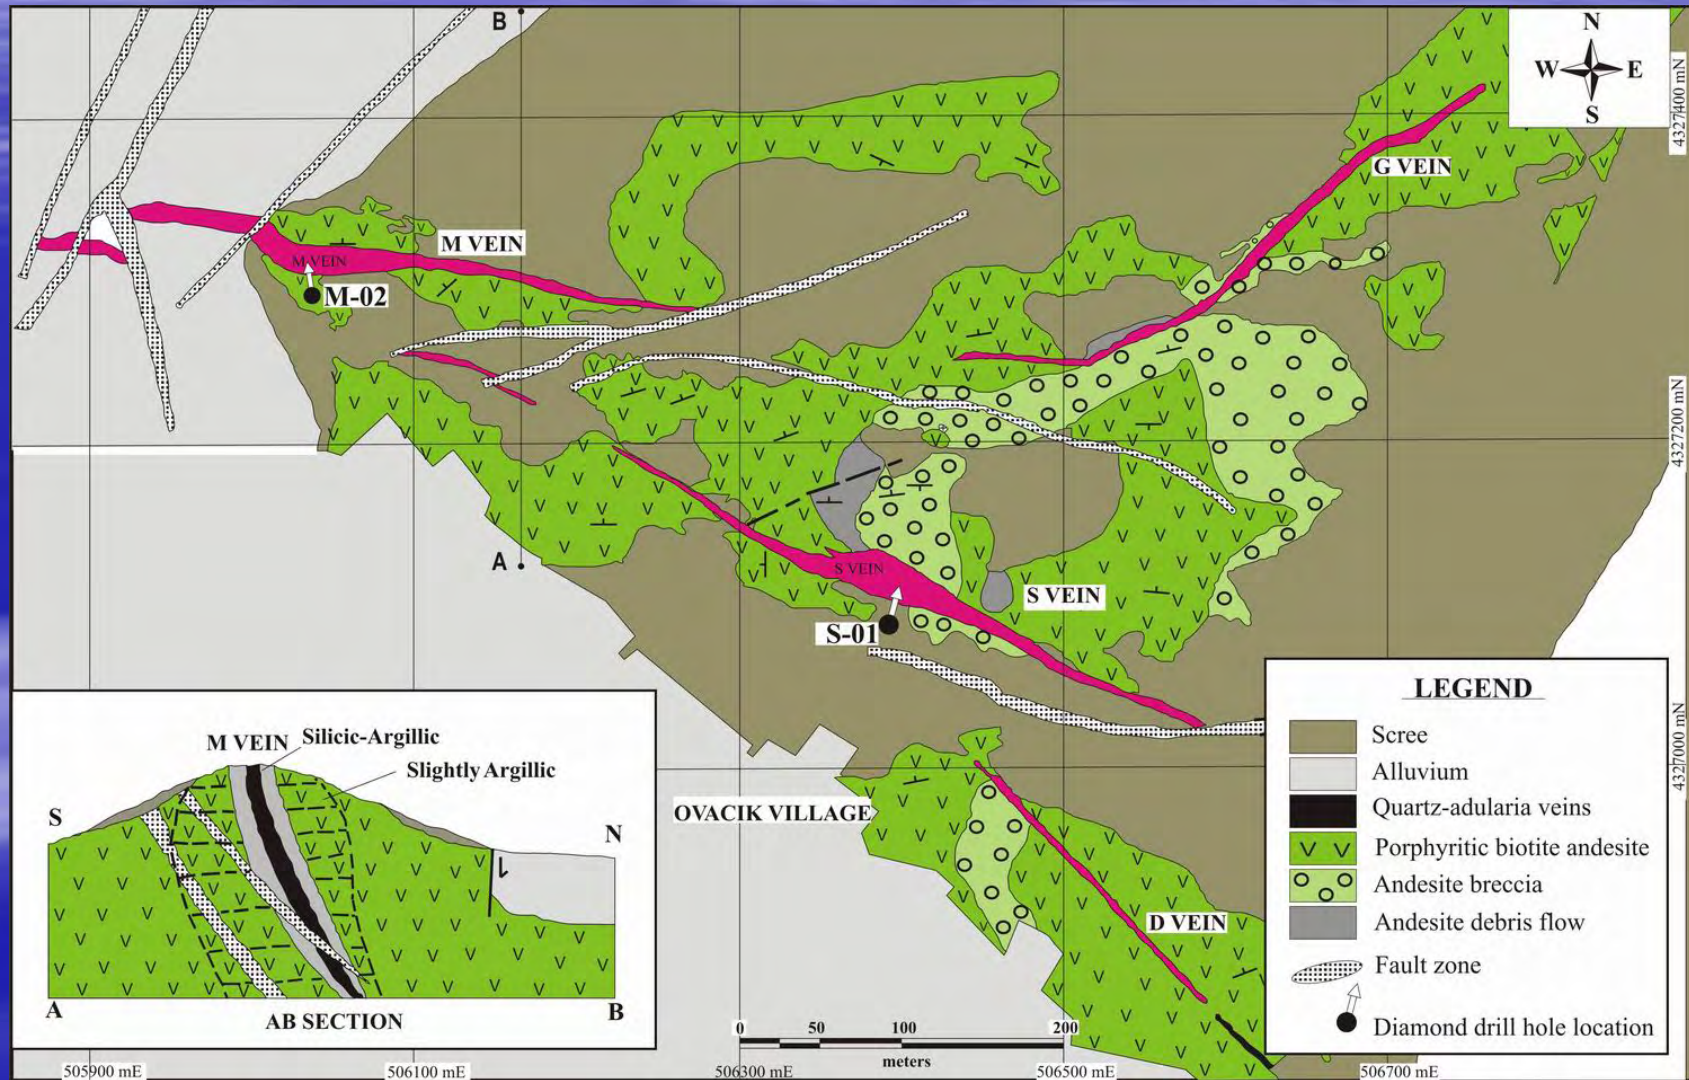 B
N
W E
S
4327400 mN
G VEIN
M VEIN
M VEIN
M-02
4327200 mN
A
S VEIN
S VEIN
S-01
4327000 mN
OVACIK VILLAGE
D VEIN
M VEIN
Silicic-Argillic
Slightly Argillic
S
N
A
B
AB SECTION
LEGEND
Scree
Alluvium
Quartz-adularia veins
Porphyritic biotite andesite
Andesite breccia
Andesite debris flow
Fault zone
Diamond drill hole location
0 50 100 200
meters
505900 mE 506100 mE 506300 mE 506500 mE 506700 mE